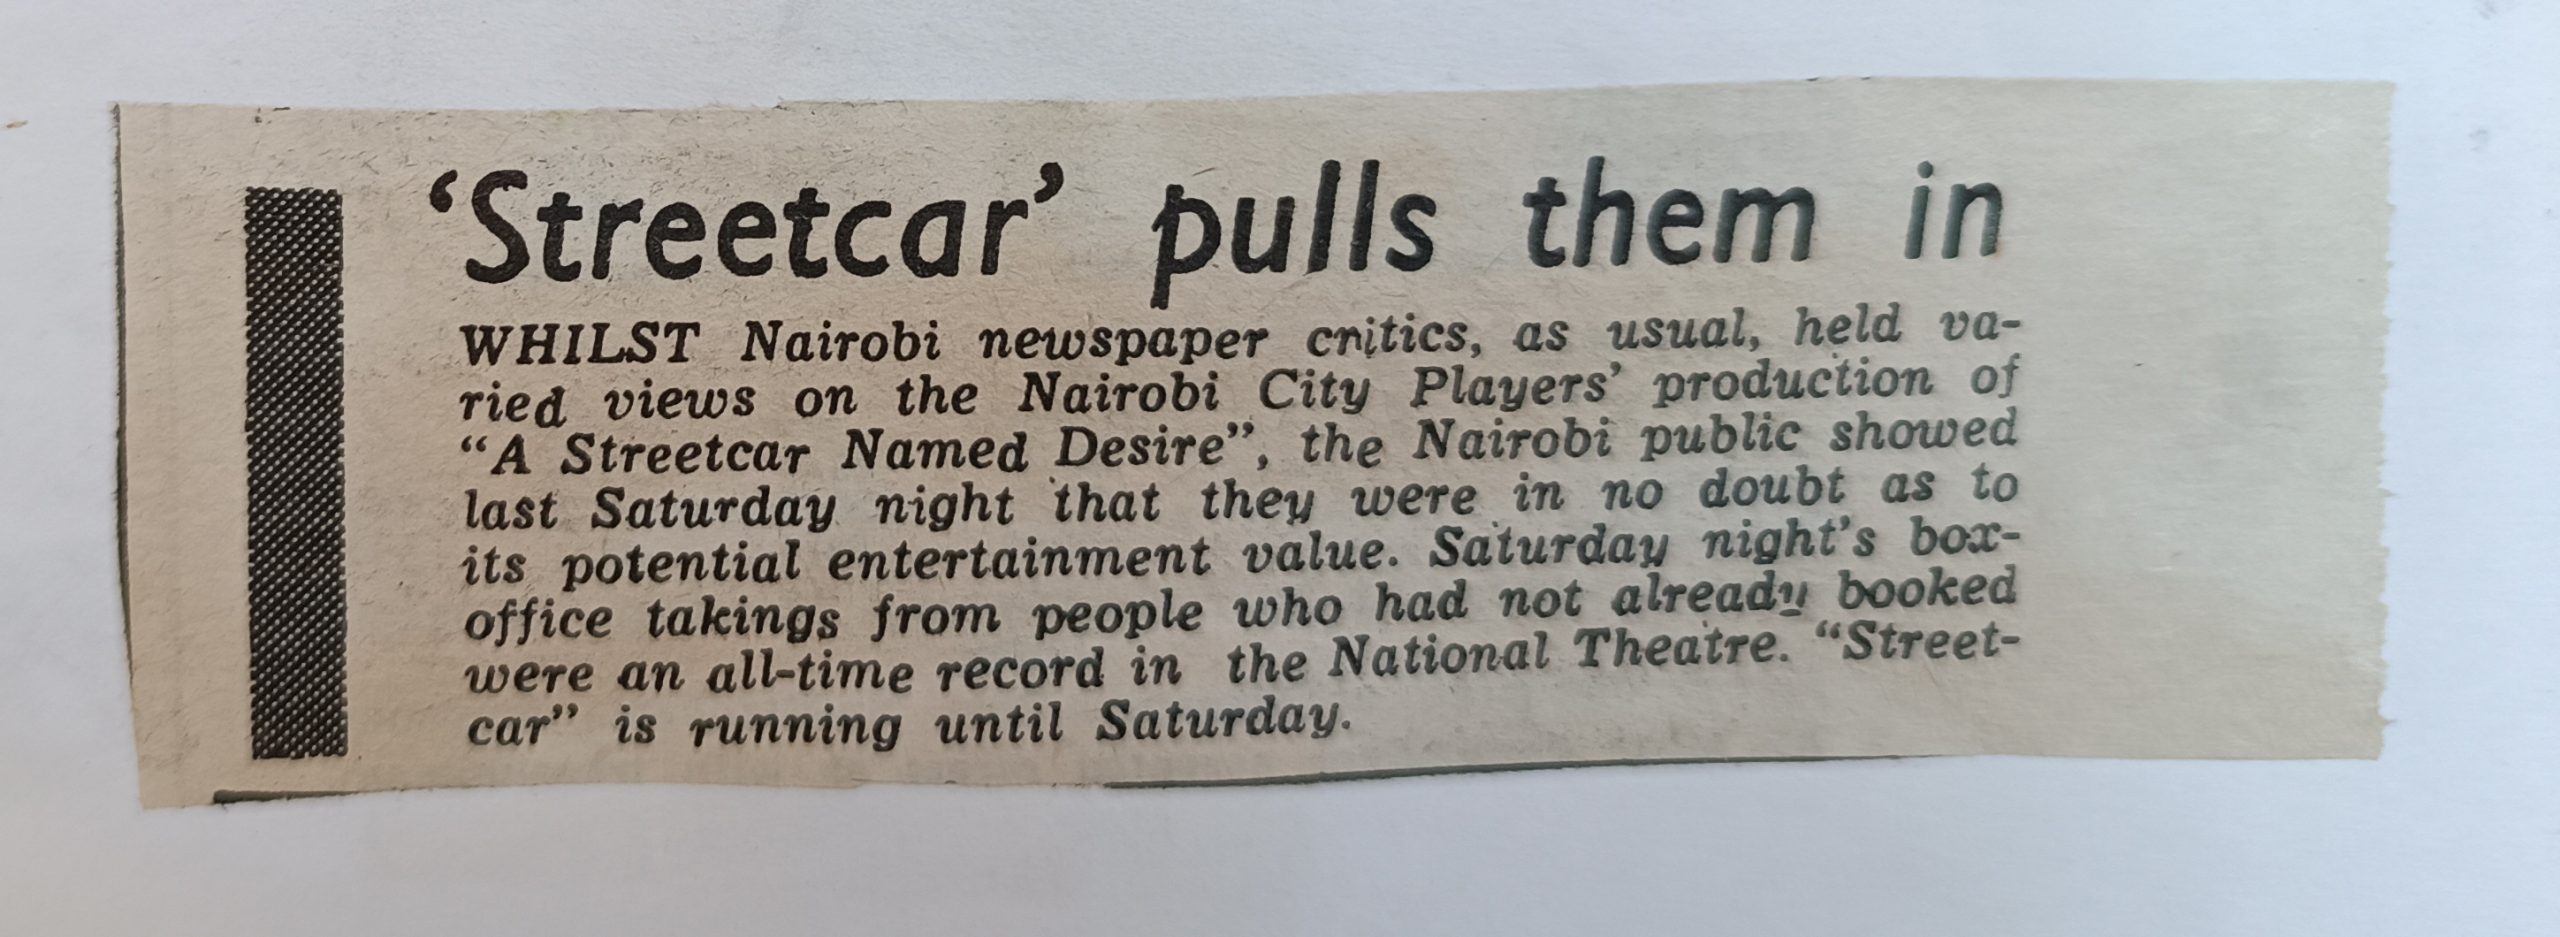 ‘Streetcar’ pulls them in
WHILST Nairobi newspaper critics, as usual, held va-
ried views on the Nairobi City Players’ production of
“A Streetcar Named Desire”, the Nairobi public showed
last Saturday night that they were in no doubt as to
its potential entertainment value. Saturday night’s box-
office takings from people who had not already booked
were an all-time record in the National Theatre. “Street-
car” is running until Saturday.